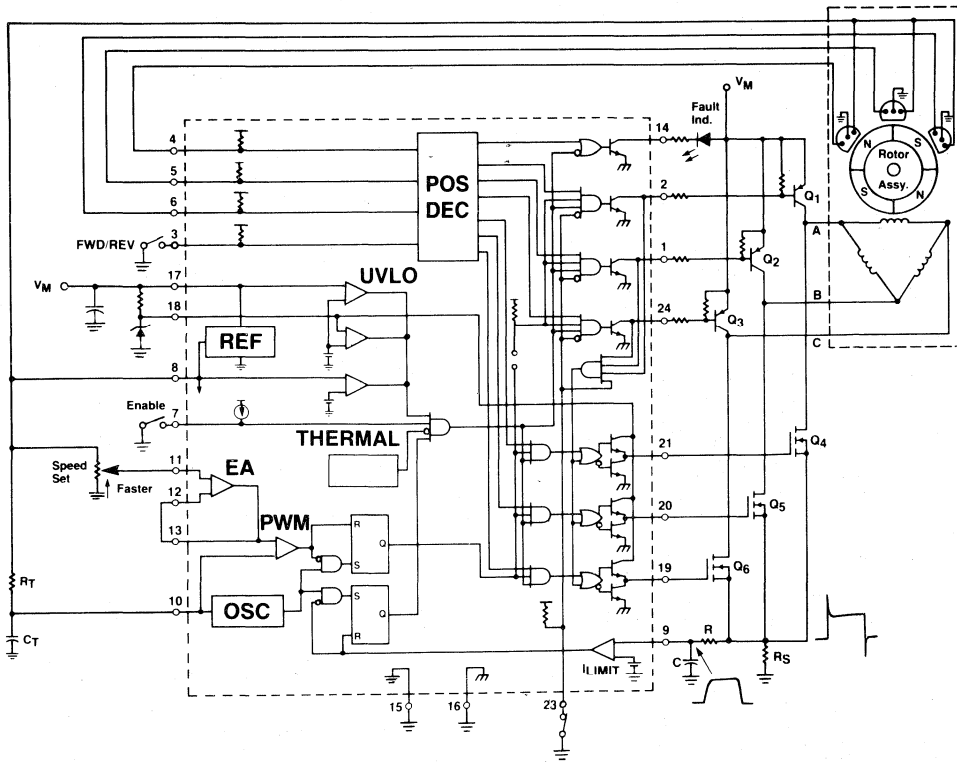 V_M
Fault
Ind.
4
14
N
S
Rotor
Assy.
S
N
5
POS
DEC
2
Q1
6
A
FWD/REV
3
1
Q2
V_M
17
UVLO
B
18
24
Q3
REF
C
8
Enable
7
THERMAL
21
Q4
Speed
Set
11
EA
Faster
12
20
Q5
13
PWM
R
Q
S
19
Q6
R_T
10
OSC
S
Q
R
9
R
C_T
I_LIMIT
C
R_S
15
16
23